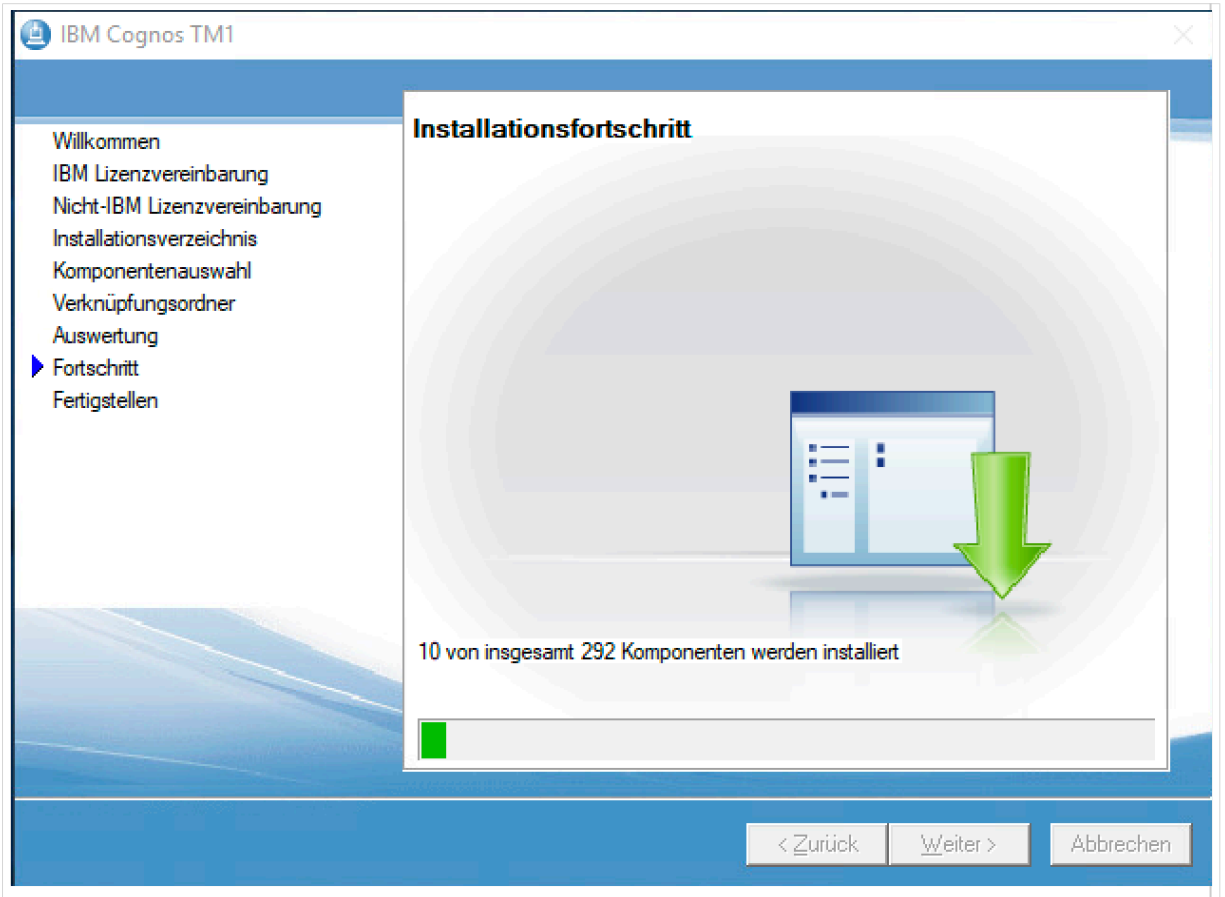 IBM Cognos TM1
Willkommen
IBM Lizenzvereinbarung
Nicht-IBM Lizenzvereinbarung
Installationsverzeichnis
Komponentenauswahl
Verknüpfungsordner
Auswertung
Fortschritt
Fertigstellen
Installationsfortschritt
10 von insgesamt 292 Komponenten werden installiert
< Zurück
Weiter >
Abbrechen